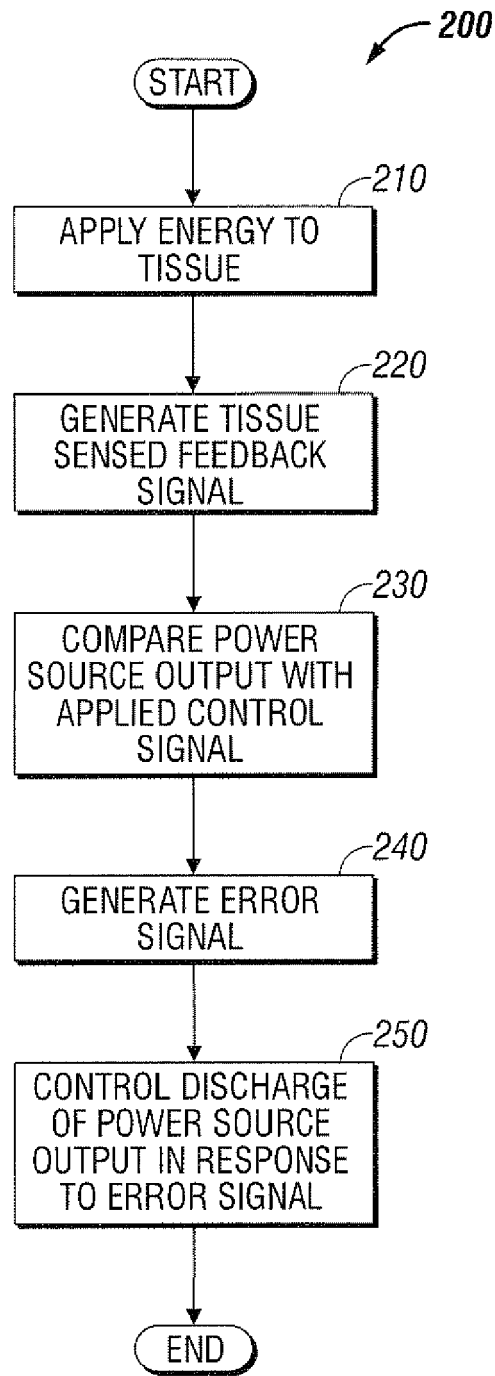 200
START
210
APPLY ENERGY TO
TISSUE
220
GENERATE TISSUE
SENSED FEEDBACK
SIGNAL
230
COMPARE POWER
SOURCE OUTPUT WITH
APPLIED CONTROL
SIGNAL
240
GENERATE ERROR
SIGNAL
250
CONTROL DISCHARGE
OF POWER SOURCE
OUTPUT IN RESPONSE
TO ERROR SIGNAL
END